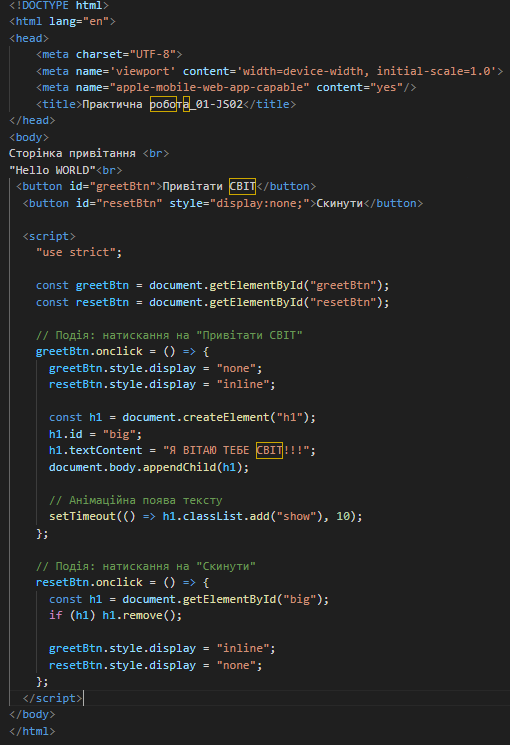 <!DOCTYPE html>
<html lang="en">
<head>
    <meta charset="UTF-8">
    <meta name='viewport' content='width=device-width, initial-scale=1.0'>
    <meta name="apple-mobile-web-app-capable" content="yes"/>
    <title>Практична робота_01-JS02</title>
</head>
<body>
Сторінка привітання <br>
"Hello WORLD"<br>
 <button id="greetBtn">Привітати СВІТ</button>
  <button id="resetBtn" style="display:none;">Скинути</button>

  <script>
    "use strict";

    const greetBtn = document.getElementById("greetBtn");
    const resetBtn = document.getElementById("resetBtn");

    // Подія: натискання на "Привітати СВІТ"
    greetBtn.onclick = () => {
      greetBtn.style.display = "none";
      resetBtn.style.display = "inline";

      const h1 = document.createElement("h1");
      h1.id = "big";
      h1.textContent = "Я ВІТАЮ ТЕБЕ СВІТ!!!";
      document.body.appendChild(h1);

      // Анімаційна поява тексту
      setTimeout(() => h1.classList.add("show"), 10);
    };

    // Подія: натискання на "Скинути"
    resetBtn.onclick = () => {
      const h1 = document.getElementById("big");
      if (h1) h1.remove();

      greetBtn.style.display = "inline";
      resetBtn.style.display = "none";
    };
  </script>
</body>
</html>